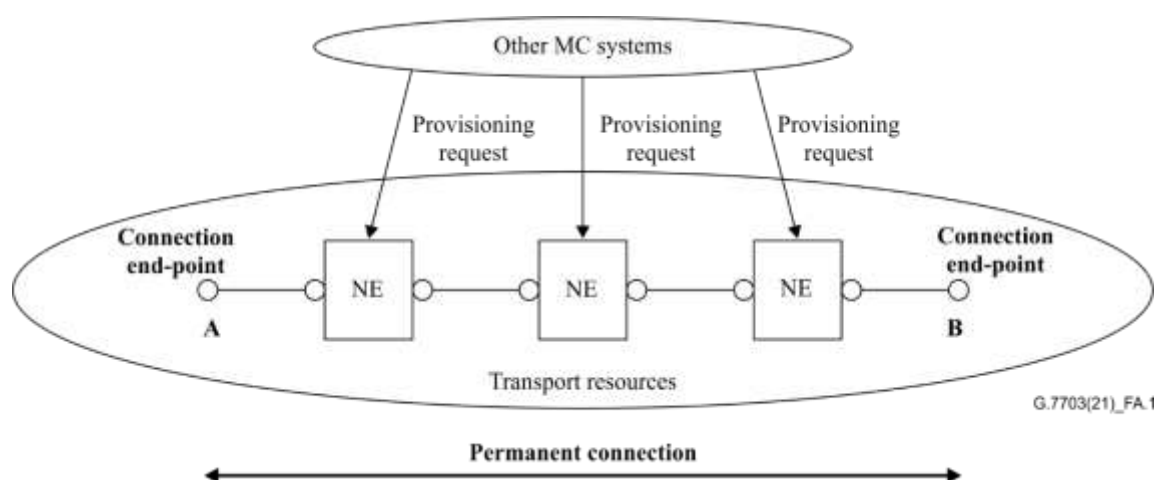 Other MC systems
Provisioning
request
Provisioning
request
Provisioning
request
Connection
end-point
Connection
end-point
NE
NE
NE
A
B
Transport resources
G.7703(21)_FA.1
Permanent connection